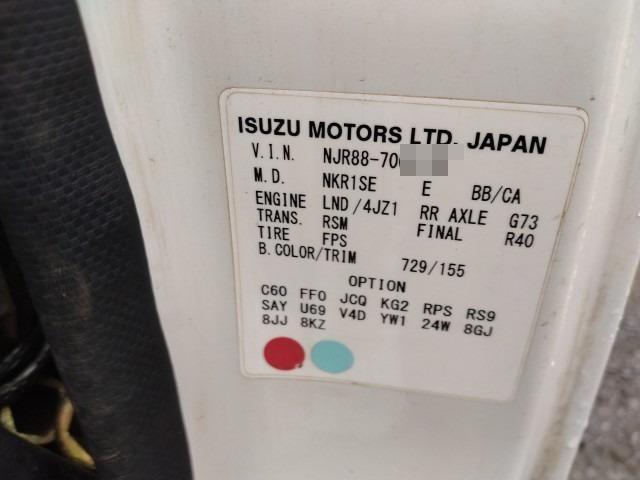 ISUZU MOTORS LTD. JAPAN
V.I.N. NJR88-70
M.D. NKR1SE E BB/CA
ENGINE LND/4JZ1 RR AXLE G73
TRANS. RSM FINAL R40
TIRE FPS
B.COLOR/TRIM 729/155
OPTION
C60 FF0 JCQ KG2 RPS RS9
SAY U69 V4D YW1 24W 8GJ
8JJ 8KZ